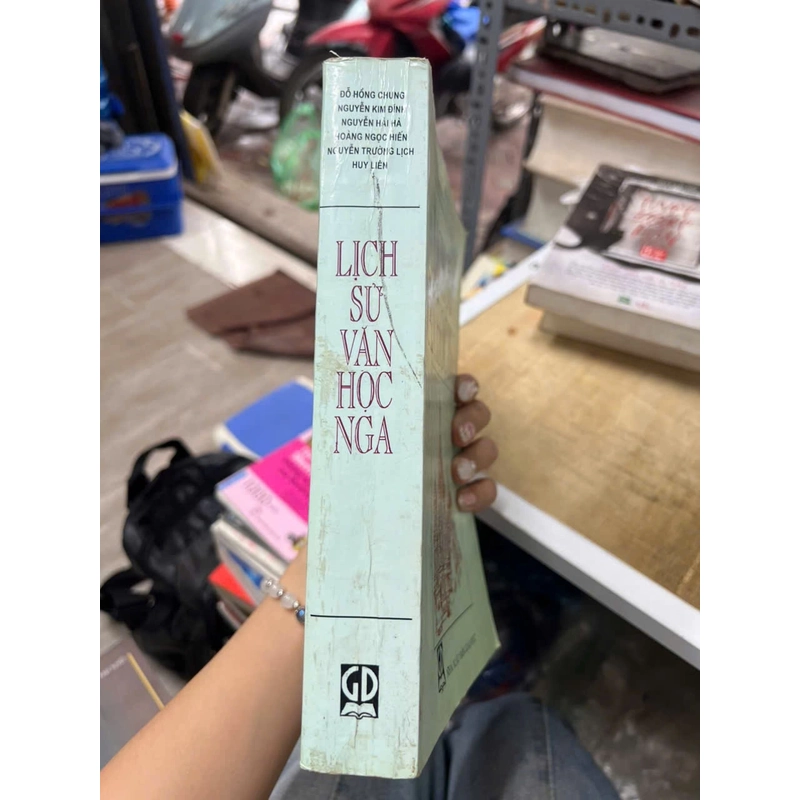 ĐỖ HỒNG CHUNG
NGUYỄN KIM ĐÍNH
NGUYỄN HẢI HÀ
HOÀNG NGỌC HIẾN
NGUYỄN TRƯỜNG LỊCH
HUY LIÊN
LỊCH
SỬ
VĂN
HỌC
NGA
GD